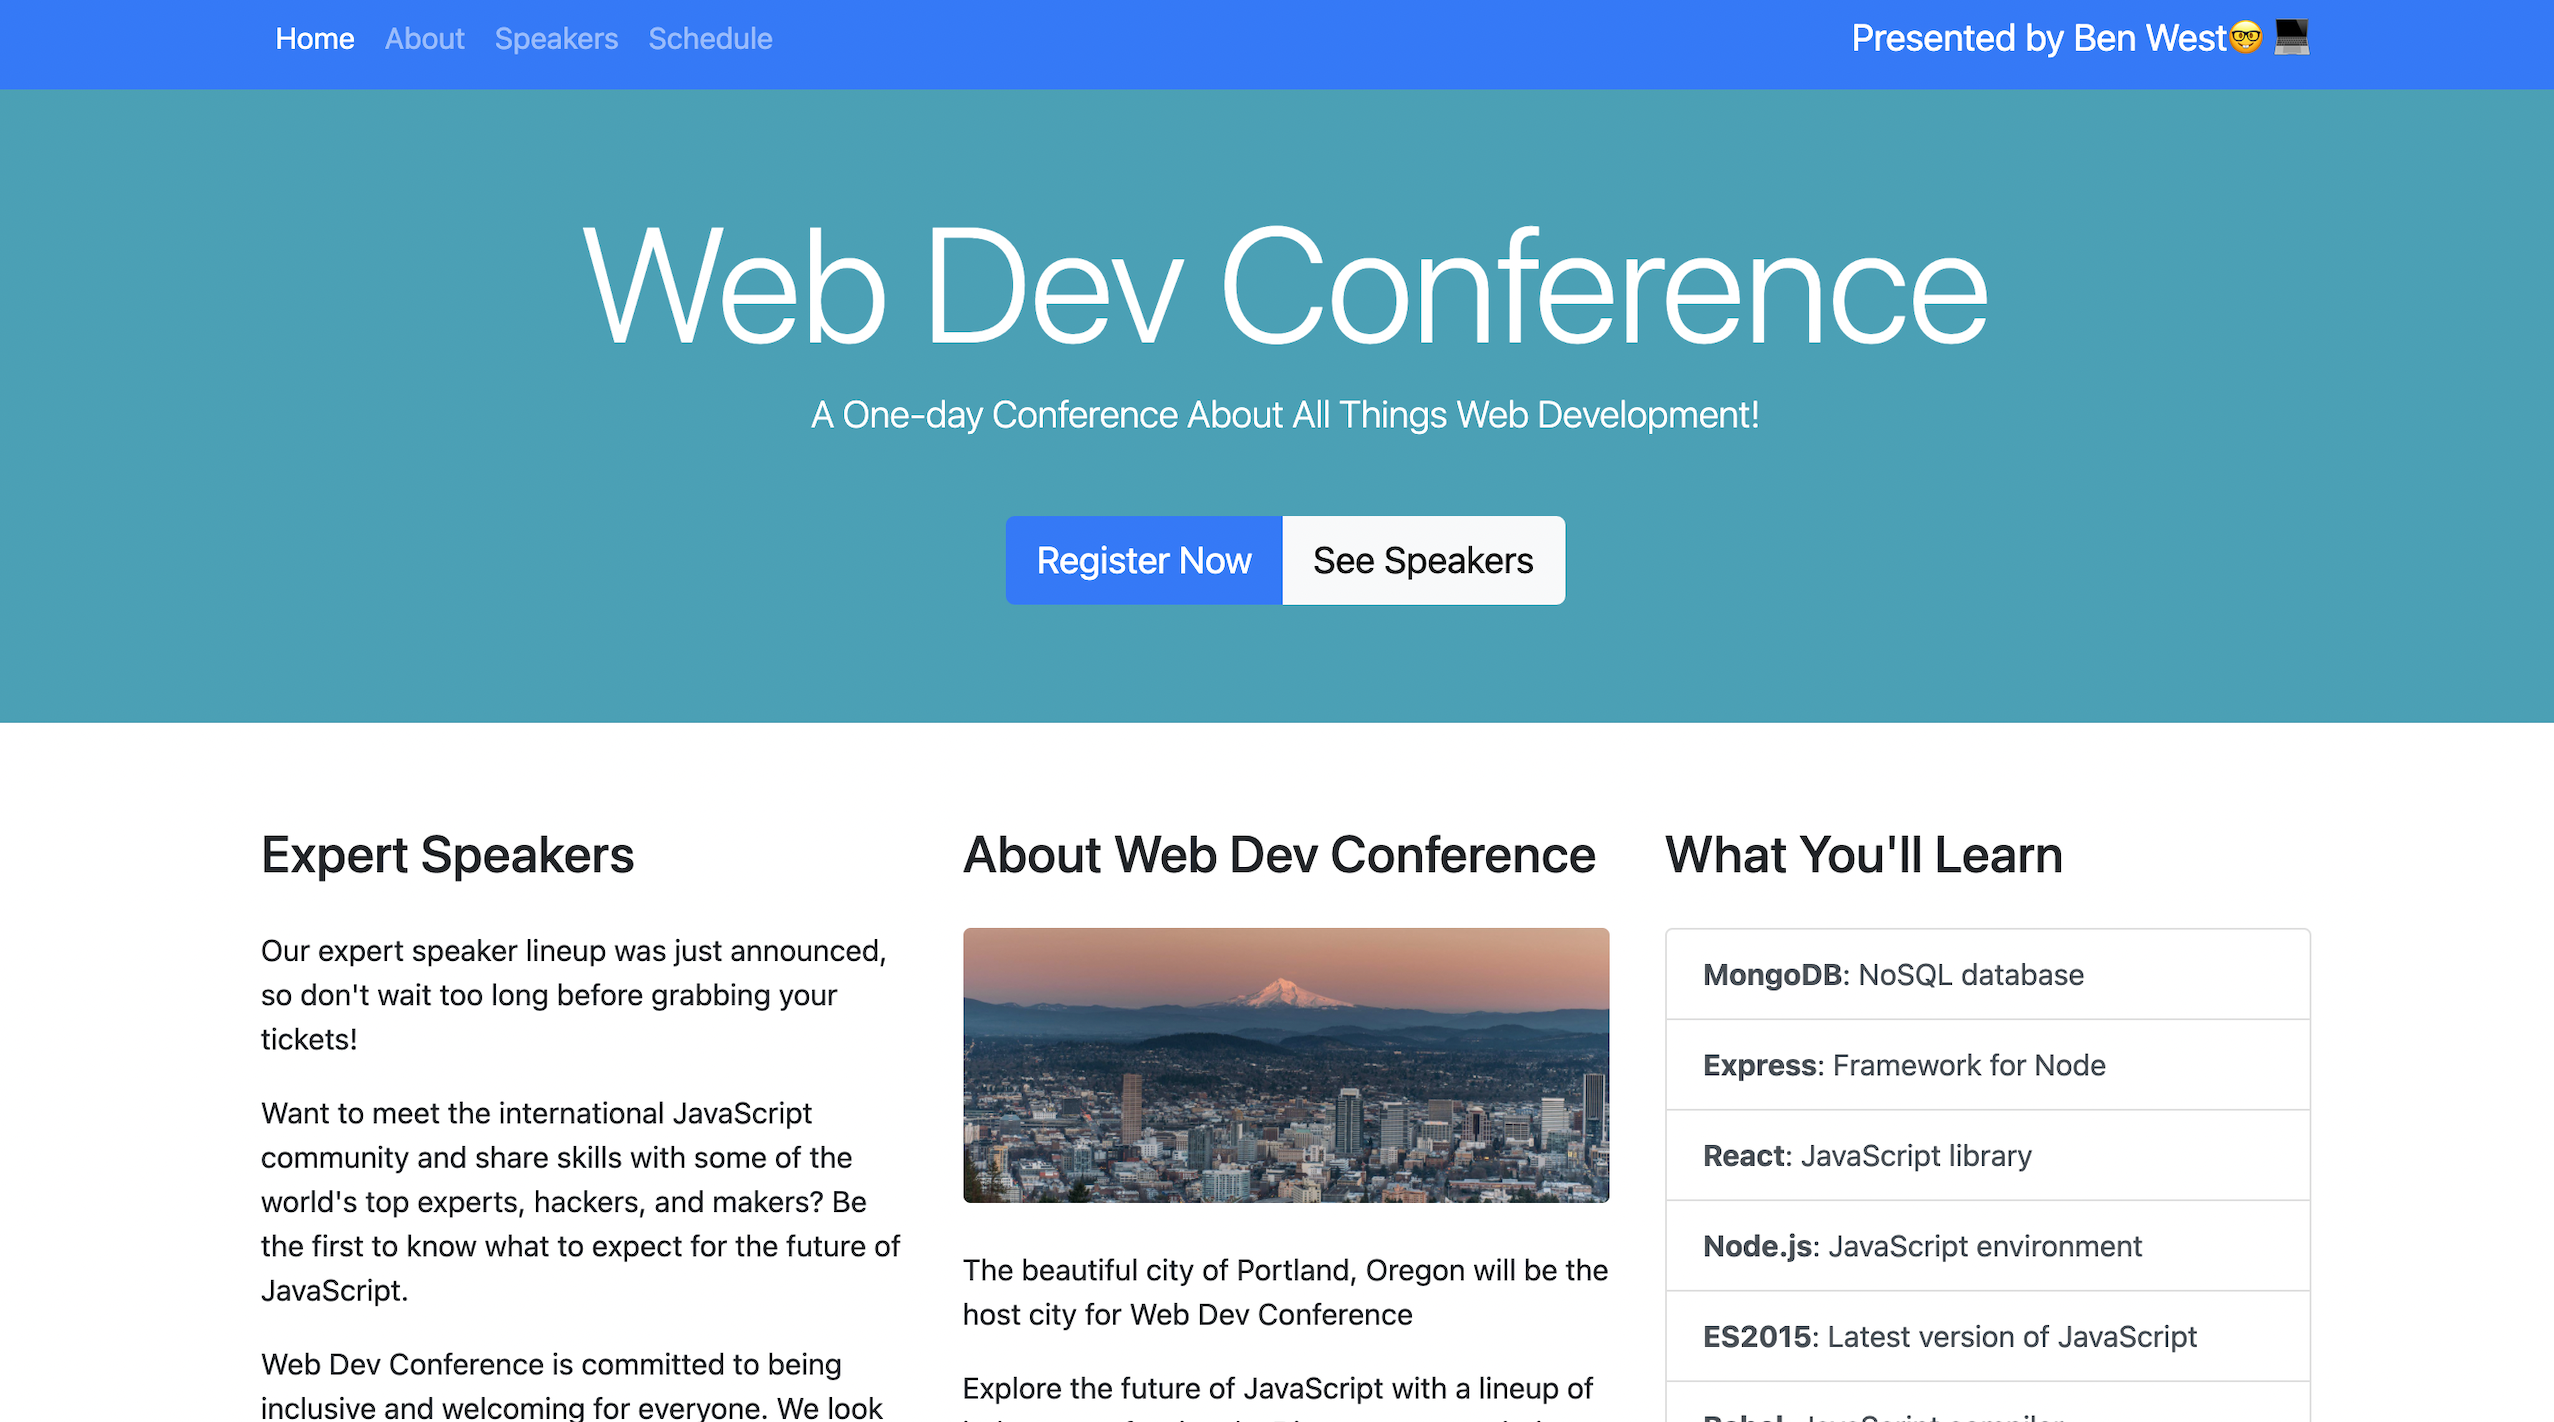 Home About Speakers Schedule
Presented by Ben West🤓 💻
Web Dev Conference
A One-day Conference About All Things Web Development!
Register Now
See Speakers
Expert Speakers
Our expert speaker lineup was just announced,
so don't wait too long before grabbing your
tickets!
Want to meet the international JavaScript
community and share skills with some of the
world's top experts, hackers, and makers? Be
the first to know what to expect for the future of
JavaScript.
Web Dev Conference is committed to being
inclusive and welcoming for everyone. We look
About Web Dev Conference
The beautiful city of Portland, Oregon will be the
host city for Web Dev Conference
Explore the future of JavaScript with a lineup of
What You'll Learn
MongoDB: NoSQL database
Express: Framework for Node
React: JavaScript library
Node.js: JavaScript environment
ES2015: Latest version of JavaScript
Babel: JavaScript compiler